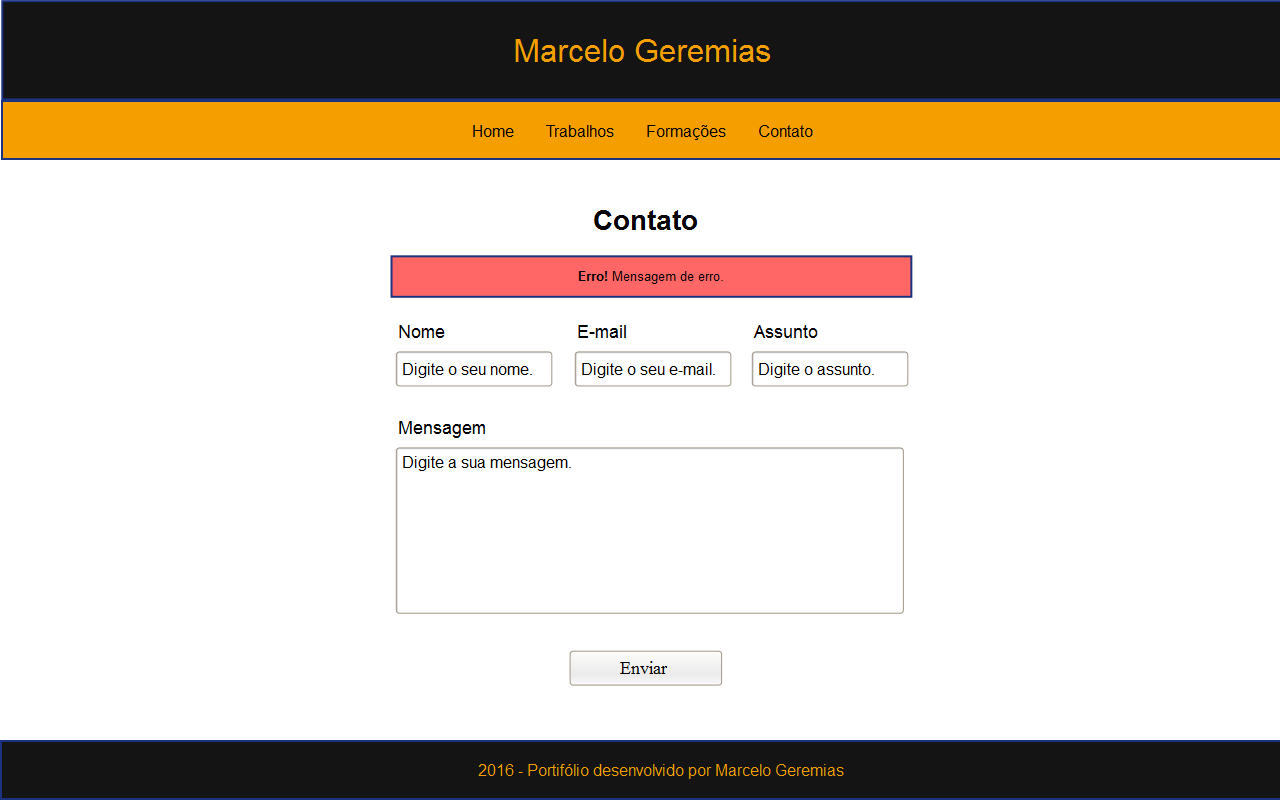 Marcelo Geremias
Home Trabalhos Formações Contato
Contato
Erro! Mensagem de erro.
Nome E-mail Assunto
Digite o seu nome. Digite o seu e-mail. Digite o assunto.
Mensagem
Digite a sua mensagem.
Enviar
2016 - Portifólio desenvolvido por Marcelo Geremias